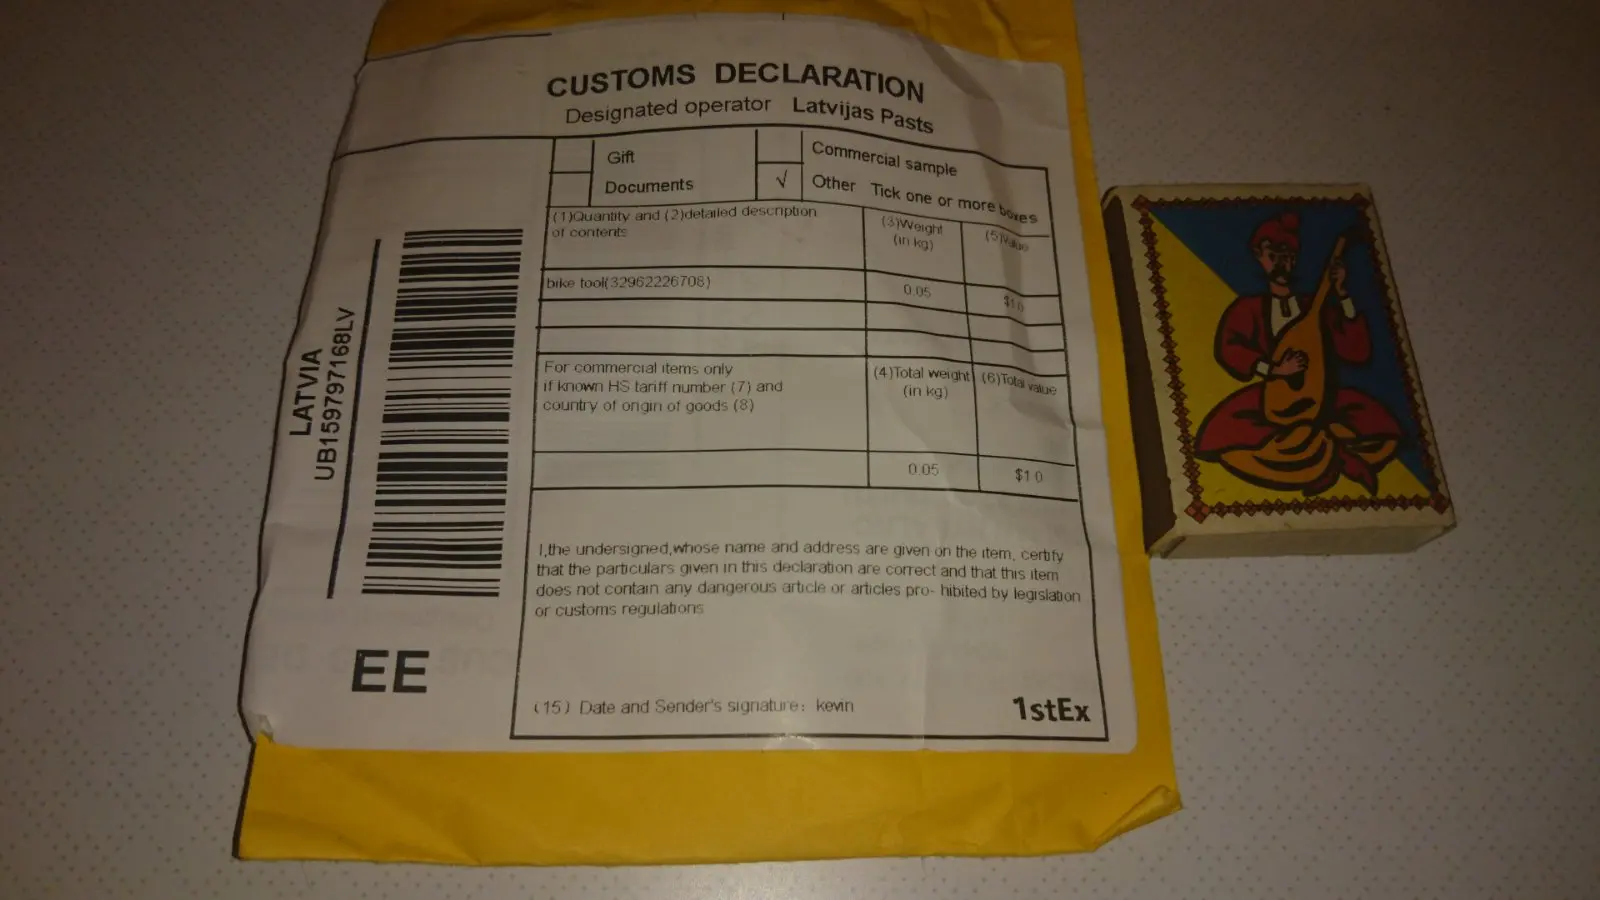 CUSTOMS DECLARATION
Designated operator Latvijas Pasts
Gift
Commercial sample
Documents
√ Other Tick one or more boxes
(1)Quantity and (2)detailed description
of contents
(3)Weight
(in kg)
(5)Value
bike tool(32962226708)
0.05
$1.0
For commercial items only
if known HS tariff number (7) and
country of origin of goods (8)
(4)Total weight
(in kg)
(6)Total value
0.05
$1.0
I,the undersigned,whose name and address are given on the item, certify
that the particulars given in this declaration are correct and that this item
does not contain any dangerous article or articles pro- hibited by legislation
or customs regulations
(15) Date and Sender's signature: kevin
1stEx
LATVIA
UB159797168LV
EE